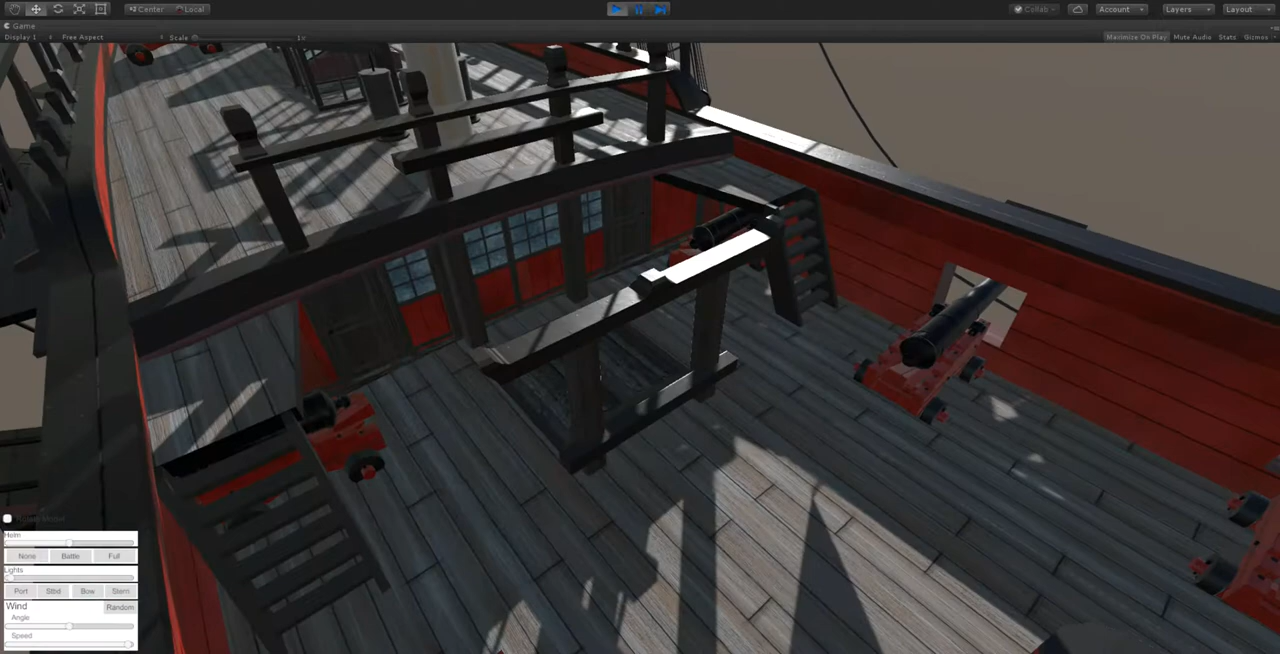 Center Local Collab Account Layers Layout
Game
Display 1 Free Aspect Scale 1x Maximize On Play Mute Audio Stats Gizmos
Helm
None Battle Full
Lights
Port Stbd Bow Stern
Wind Random
Angle
Speed